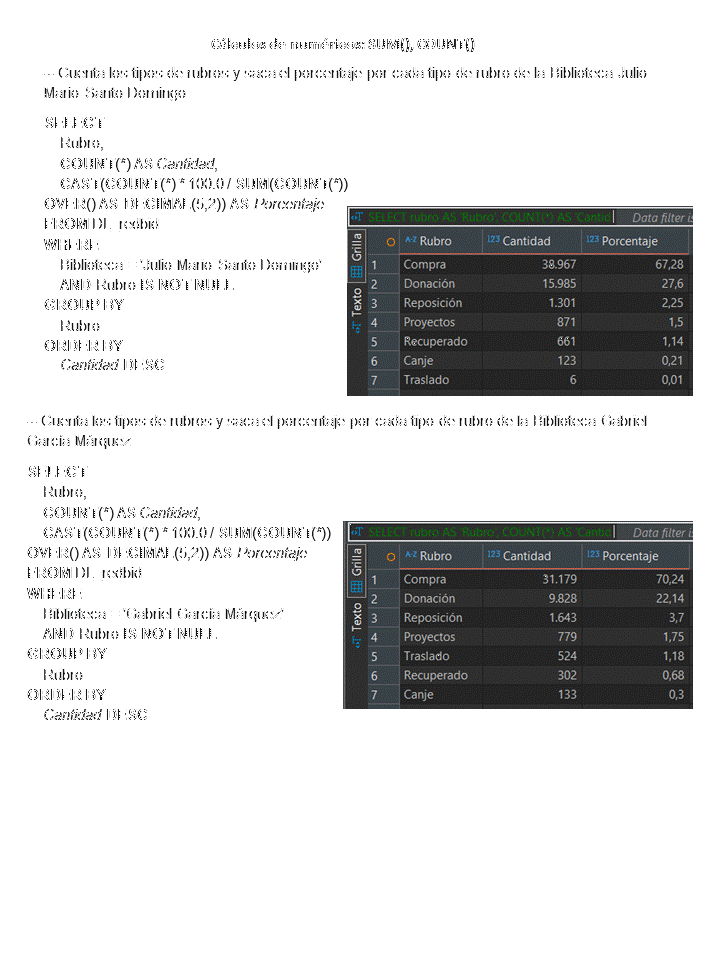 Cálculos de numéricos: SUM(), COUNT()
-- Cuenta los tipos de rubros y saca el porcentaje por cada tipo de rubro de la Biblioteca Julio
Mario Santo Domingo
SELECT
Rubro,
COUNT(*) AS Cantidad,
CAST(COUNT(*) * 100.0 / SUM(COUNT(*))
OVER() AS DECIMAL(5,2)) AS Porcentaje
FROM DL_redbid
WHERE
Biblioteca = 'Julio Mario Santo Domingo'
AND Rubro IS NOT NULL
GROUP BY
Rubro
ORDER BY
Cantidad DESC
SELECT rubro AS 'Rubro', COUNT(*) AS 'Cantid Data filter is
Grilla
Texto
A-Z Rubro 123 Cantidad 123 Porcentaje
1 Compra 38.967 67,28
2 Donación 15.985 27,6
3 Reposición 1.301 2,25
4 Proyectos 871 1,5
5 Recuperado 661 1,14
6 Canje 123 0,21
7 Traslado 6 0,01
-- Cuenta los tipos de rubros y saca el porcentaje por cada tipo de rubro de la Biblioteca Gabriel
García Márquez
SELECT
Rubro,
COUNT(*) AS Cantidad,
CAST(COUNT(*) * 100.0 / SUM(COUNT(*))
OVER() AS DECIMAL(5,2)) AS Porcentaje
FROM DL_redbid
WHERE
Biblioteca = 'Gabriel García Márquez'
AND Rubro IS NOT NULL
GROUP BY
Rubro
ORDER BY
Cantidad DESC
SELECT rubro AS 'Rubro', COUNT(*) AS 'Cantid Data filter is
Grilla
Texto
A-Z Rubro 123 Cantidad 123 Porcentaje
1 Compra 31.179 70,24
2 Donación 9.828 22,14
3 Reposición 1.643 3,7
4 Proyectos 779 1,75
5 Traslado 524 1,18
6 Recuperado 302 0,68
7 Canje 133 0,3